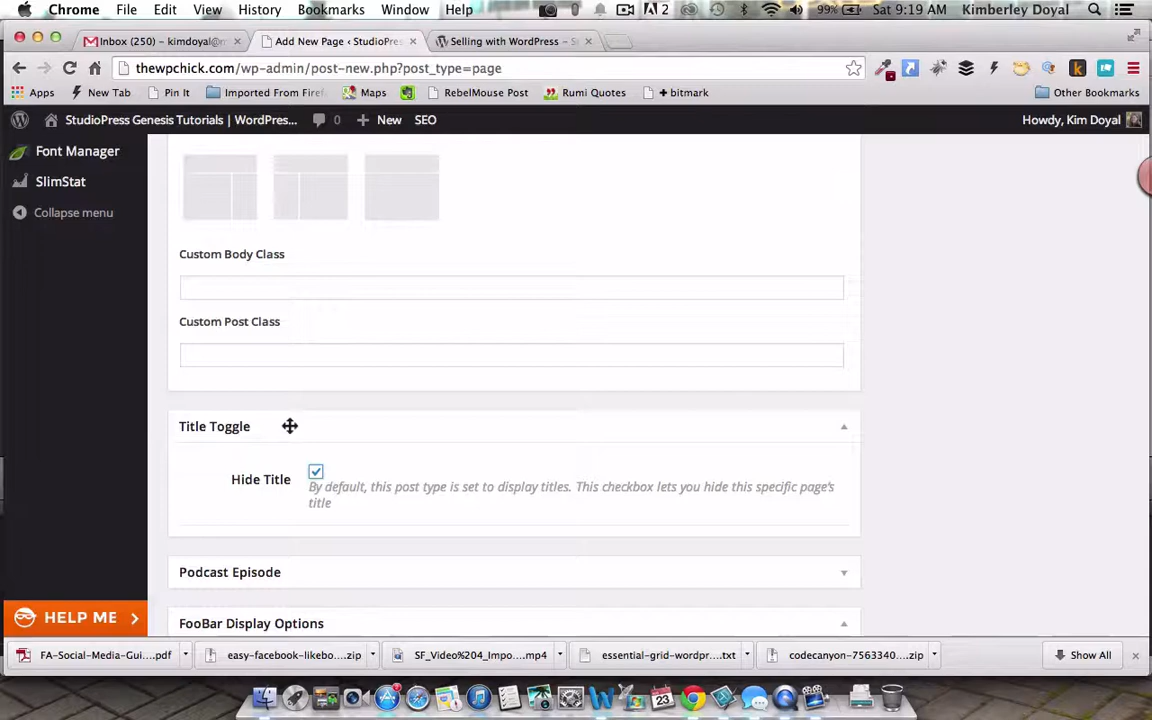 Chrome File Edit View History Bookmarks Window Help 2 99% Sat 9:19 AM Kimberley Doyal
Inbox (250) – kimdoyal@m
Add New Page ‹ StudioPres
Selling with WordPress – S
thewpchick.com/wp-admin/post-new.php?post_type=page
Apps New Tab Pin It Imported From Firef Maps RebelMouse Post Rumi Quotes + bitmark Other Bookmarks
StudioPress Genesis Tutorials | WordPress... 0 + New SEO Howdy, Kim Doyal
Font Manager
SlimStat
Collapse menu
Custom Body Class
Custom Post Class
Title Toggle
Hide Title
By default, this post type is set to display titles. This checkbox lets you hide this specific page's
title
Podcast Episode
HELP ME
FooBar Display Options
FA-Social-Media-Gui....pdf easy-facebook-likebo....zip SF_Video%204_Impo....mp4 essential-grid-wordpr....txt codecanyon-7563340....zip Show All
23